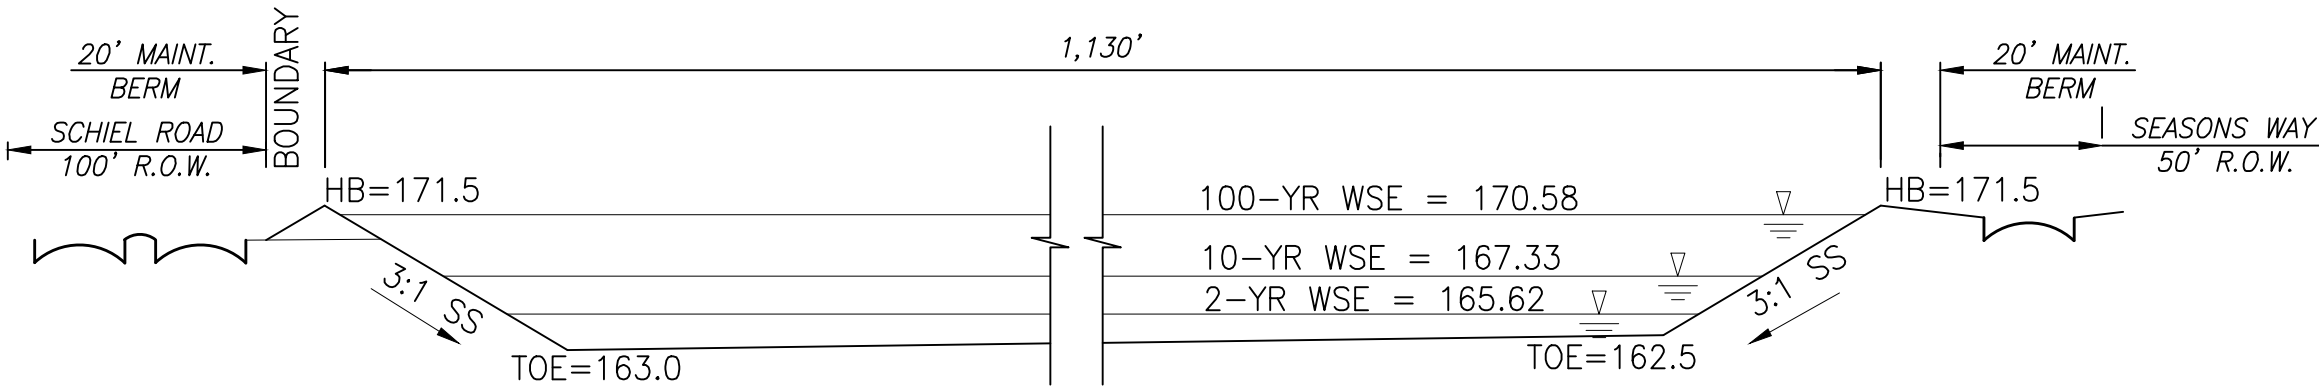 20' MAINT.
BERM
SCHIEL ROAD
100' R.O.W.
BOUNDARY
1,130'
20' MAINT.
BERM
SEASONS WAY
50' R.O.W.
HB=171.5
100-YR WSE = 170.58
HB=171.5
10-YR WSE = 167.33
2-YR WSE = 165.62
3:1 SS
3:1 SS
TOE=163.0
TOE=162.5